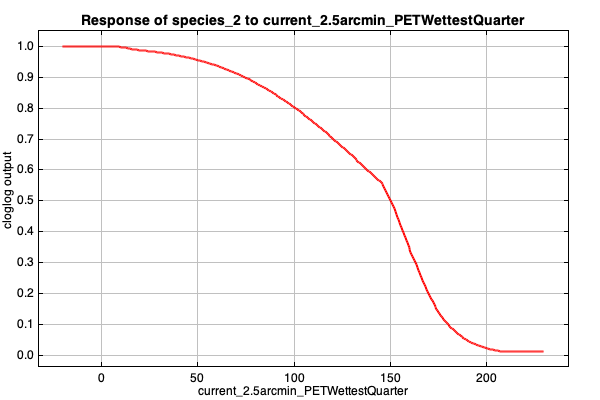 Response of species_2 to current_2.5arcmin_PETWettestQuarter
1.0
0.9
0.8
0.7
0.6
0.5
0.4
0.3
0.2
0.1
0.0
cloglog output
0 50 100 150 200
current_2.5arcmin_PETWettestQuarter